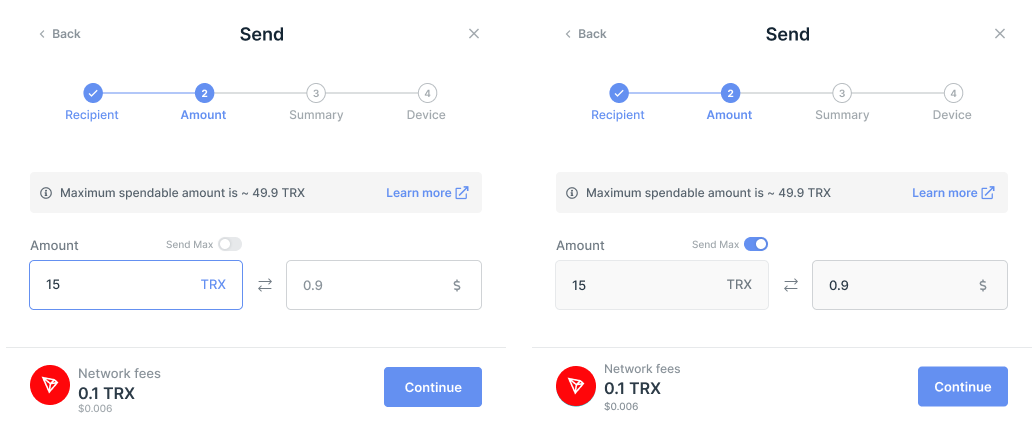 Back
Send
2
3
4
Recipient
Amount
Summary
Device
Maximum spendable amount is ~ 49.9 TRX
Learn more
Amount
Send Max
15
TRX
0.9
$
Network fees
0.1 TRX
$0.006
Continue
Back
Send
2
3
4
Recipient
Amount
Summary
Device
Maximum spendable amount is ~ 49.9 TRX
Learn more
Amount
Send Max
15
TRX
0.9
$
Network fees
0.1 TRX
$0.006
Continue